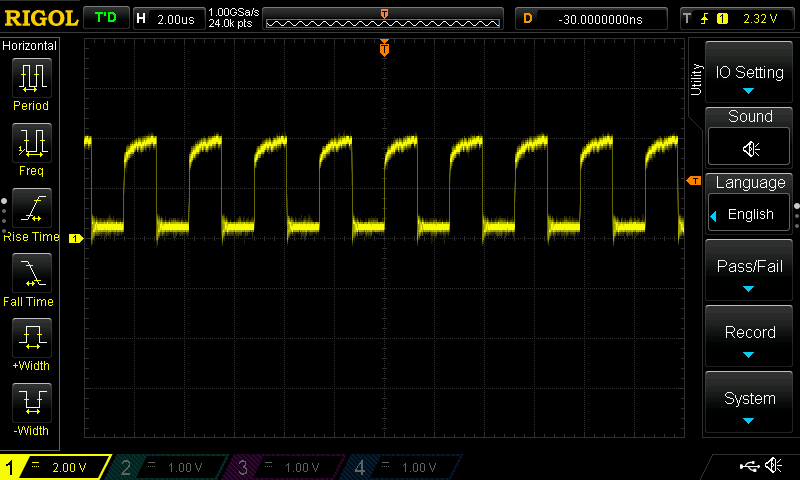 RIGOL T'D H 2.00us 1.00GSa/s 24.0k pts T D -30.0000000ns T 1 2.32 V
Horizontal
Period
Freq
Rise Time
Fall Time
+Width
-Width
T
T
1
Utility
IO Setting
Sound
Language
English
Pass/Fail
Record
System
1 2.00 V 2 1.00 V 3 1.00 V 4 1.00 V